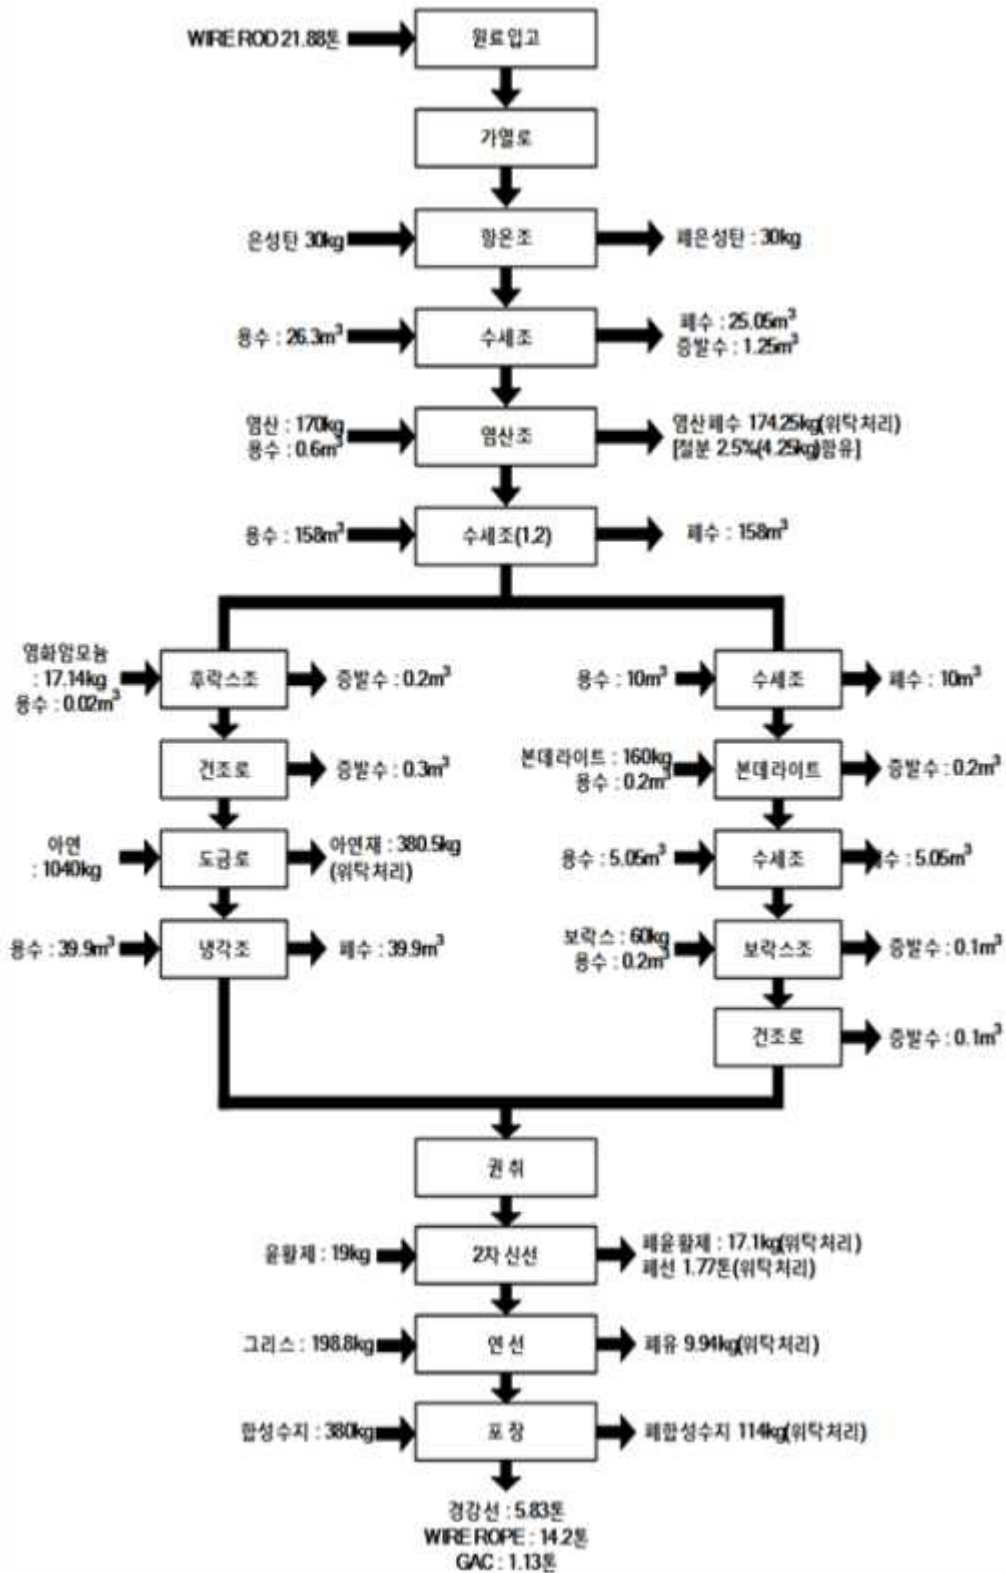 WIRE ROD 21.88톤
원료입고
가열로
은성탄 30kg
항온조
폐은성탄 : 30kg
용수 : 26.3m³
수세조
폐수 : 25.05m³
증발수 : 1.25m³
염산 : 170kg
용수 : 0.6m³
염산조
염산폐수 174.25kg(위탁처리)
[철분 2.5%(4.25kg)함유]
용수 : 158m³
수세조(1,2)
폐수 : 158m³
염화암모늄
: 17.14kg
용수 : 0.02m³
후락스조
증발수 : 0.2m³
용수 : 10m³
수세조
폐수 : 10m³
건조로
증발수 : 0.3m³
본데라이트 : 160kg
용수 : 0.2m³
본데라이트
증발수 : 0.2m³
아연
: 1040kg
도금로
아연재 : 380.5kg
(위탁처리)
용수 : 5.05m³
수세조
수 : 5.05m³
용수 : 39.9m³
냉각조
폐수 : 39.9m³
보락스 : 60kg
용수 : 0.2m³
보락스조
증발수 : 0.1m³
건조로
증발수 : 0.1m³
권취
윤활제 : 19kg
2차신선
폐윤활제 : 17.1kg(위탁처리)
폐선 1.77톤(위탁처리)
그리스 : 198.8kg
연선
폐유 9.94kg(위탁처리)
합성수지 : 380kg
포장
폐합성수지 114kg(위탁처리)
경강선 : 5.83톤
WIRE ROPE : 14.2톤
GAC : 1.13톤